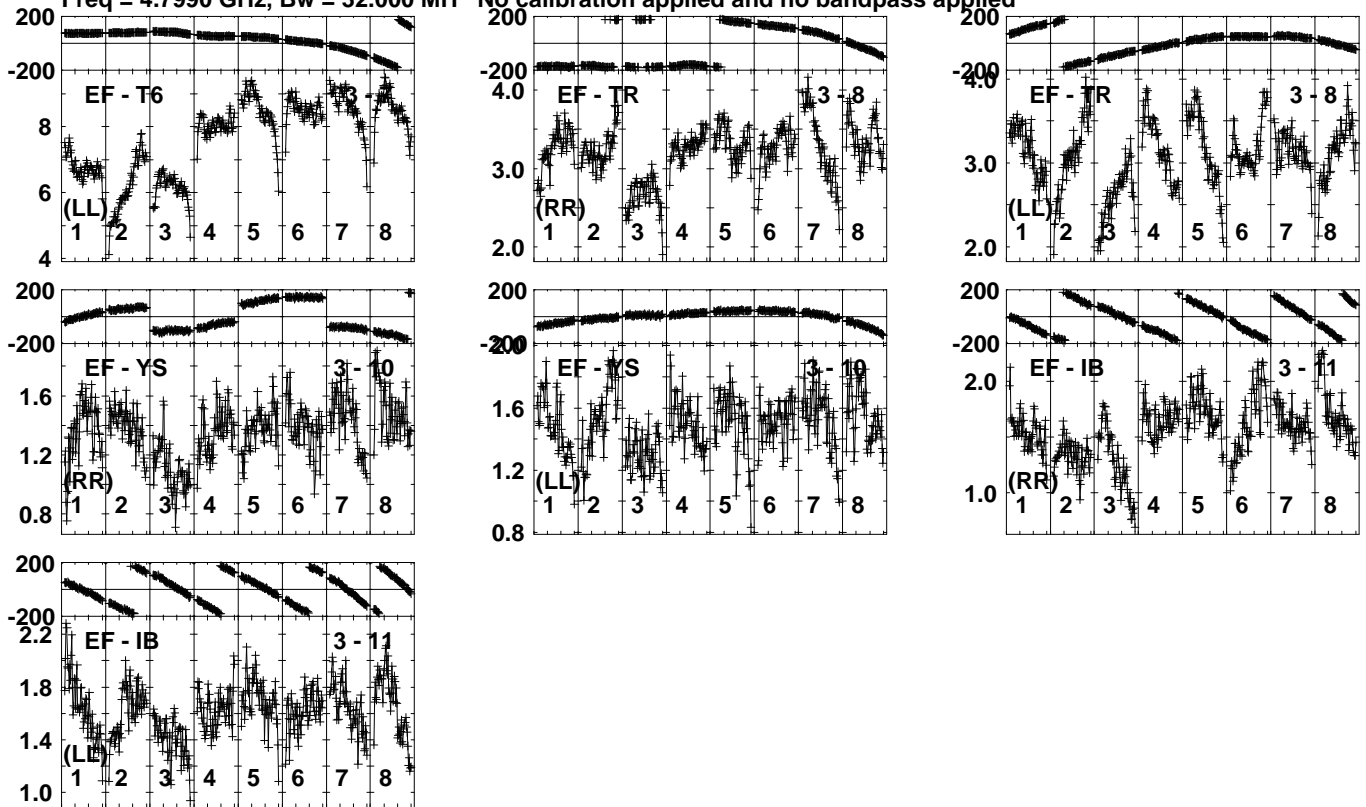 Freq = 4.7990 GHz, Bw = 32.000 MH No calibration applied and no bandpass applied
200
-200
EF - T6
3 -
8
6
4
(LL)
1 2 3 4 5 6 7 8
200
-200
4.0
EF - TR
3 - 8
3.0
2.0
(RR)
1 2 3 4 5 6 7 8
200
-200
4.0
EF - TR
3 - 8
3.0
2.0
(LL)
1 2 3 4 5 6 7 8
200
-200
EF - YS
3 - 10
1.6
1.2
0.8
(RR)
1 2 3 4 5 6 7 8
200
-200
2.0
EF - YS
3 - 10
1.6
1.2
0.8
(LL)
1 2 3 4 5 6 7 8
200
-200
EF - IB
3 - 11
2.0
1.0
(RR)
1 2 3 4 5 6 7 8
200
-200
2.2
EF - IB
3 - 11
1.8
1.4
1.0
(LL)
1 2 3 4 5 6 7 8